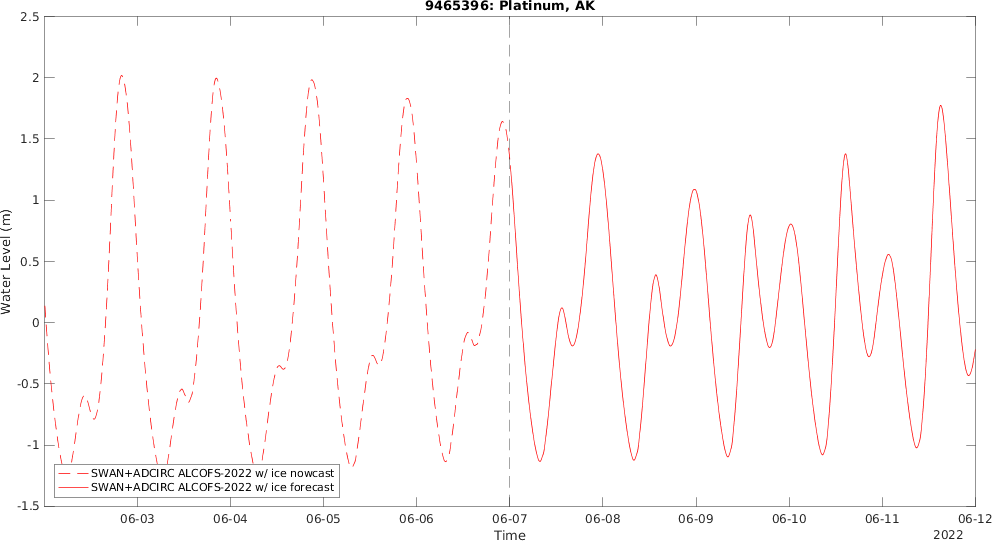 9465396: Platinum, AK
2.5
2
1.5
1
0.5
0
-0.5
-1
-1.5
Water Level (m)
SWAN+ADCIRC ALCOFS-2022 w/ ice nowcast
SWAN+ADCIRC ALCOFS-2022 w/ ice forecast
06-03 06-04 06-05 06-06 06-07 06-08 06-09 06-10 06-11 06-12
Time
2022